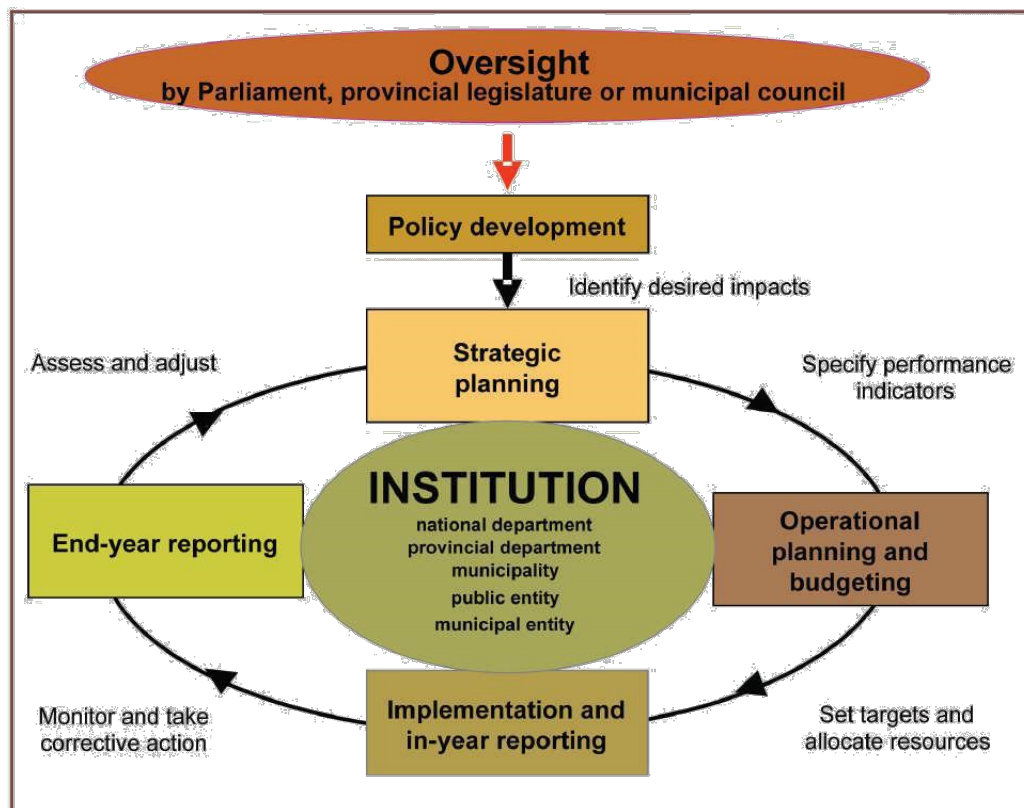 Oversight
by Parliament, provincial legislature or municipal council
Policy development
Identify desired impacts
Strategic
planning
Assess and adjust
Specify performance
indicators
INSTITUTION
national department
provincial department
municipality
public entity
municipal entity
End-year reporting
Operational
planning and
budgeting
Implementation and
in-year reporting
Monitor and take
corrective action
Set targets and
allocate resources